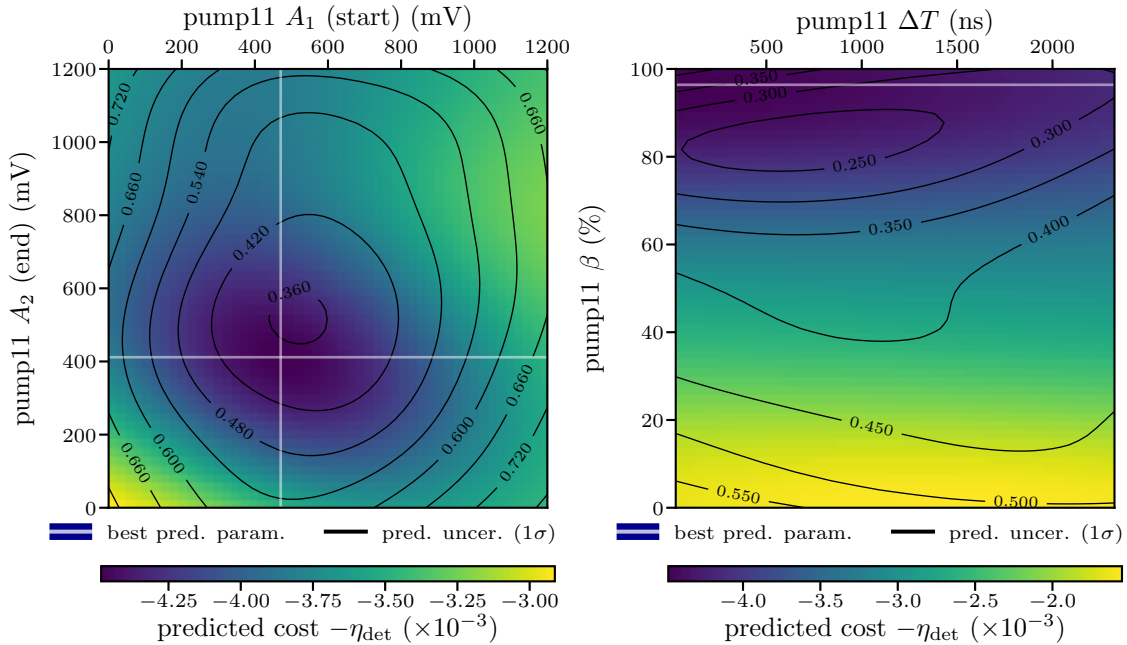 pump11 A₁ (start) (mV)
0 200 400 600 800 1000 1200
pump11 A₂ (end) (mV)
1200
1000
800
600
400
200
0
0.720
0.660
0.540
0.660
0.420
0.360
0.480
0.660
0.600
0.660
0.600
0.720
best pred. param.
pred. uncer. (1σ)
−4.25 −4.00 −3.75 −3.50 −3.25 −3.00
predicted cost −η_det (×10⁻³)
pump11 ΔT (ns)
500 1000 1500 2000
pump11 β (%)
100
80
60
40
20
0
0.350
0.300
0.300
0.250
0.350
0.400
0.450
0.550
0.500
best pred. param.
pred. uncer. (1σ)
−4.0 −3.5 −3.0 −2.5 −2.0
predicted cost −η_det (×10⁻³)